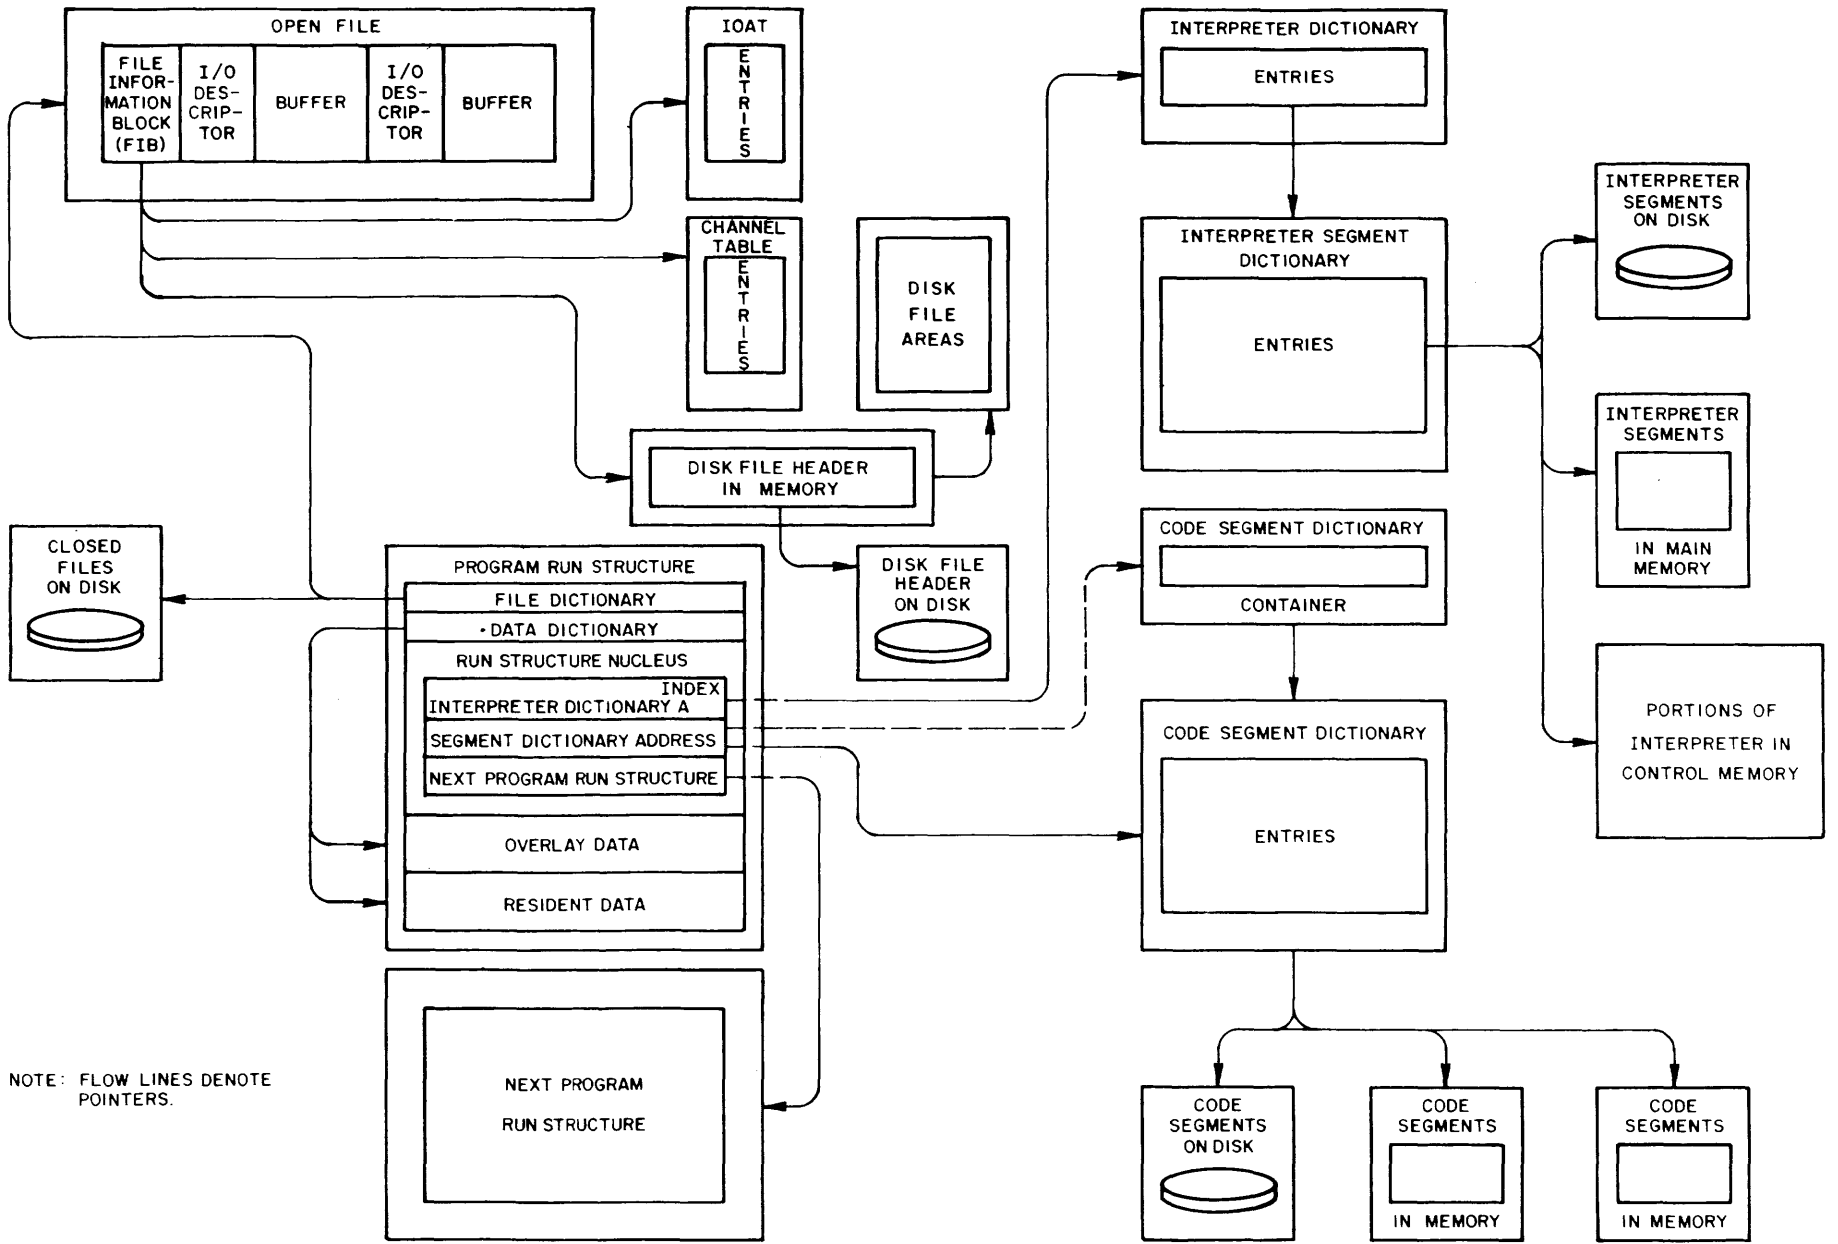 OPEN FILE
FILE
INFOR-
MATION
BLOCK
(FIB)
I/O
DES-
CRIP-
TOR
BUFFER
I/O
DES-
CRIP-
TOR
BUFFER
IOAT
ENTRIES
CHANNEL
TABLE
ENTRIES
DISK
FILE
AREAS
DISK FILE HEADER
IN MEMORY
DISK FILE
HEADER
ON DISK
CLOSED
FILES
ON DISK
PROGRAM RUN STRUCTURE
FILE DICTIONARY
DATA DICTIONARY
RUN STRUCTURE NUCLEUS
INDEX
INTERPRETER DICTIONARY A
SEGMENT DICTIONARY ADDRESS
NEXT PROGRAM RUN STRUCTURE
OVERLAY DATA
RESIDENT DATA
NEXT PROGRAM
RUN STRUCTURE
NOTE: FLOW LINES DENOTE
POINTERS.
INTERPRETER DICTIONARY
ENTRIES
INTERPRETER SEGMENT
DICTIONARY
ENTRIES
INTERPRETER
SEGMENTS
ON DISK
INTERPRETER
SEGMENTS
IN MAIN
MEMORY
PORTIONS OF
INTERPRETER IN
CONTROL MEMORY
CODE SEGMENT DICTIONARY
CONTAINER
CODE SEGMENT DICTIONARY
ENTRIES
CODE
SEGMENTS
ON DISK
CODE
SEGMENTS
IN MEMORY
CODE
SEGMENTS
IN MEMORY